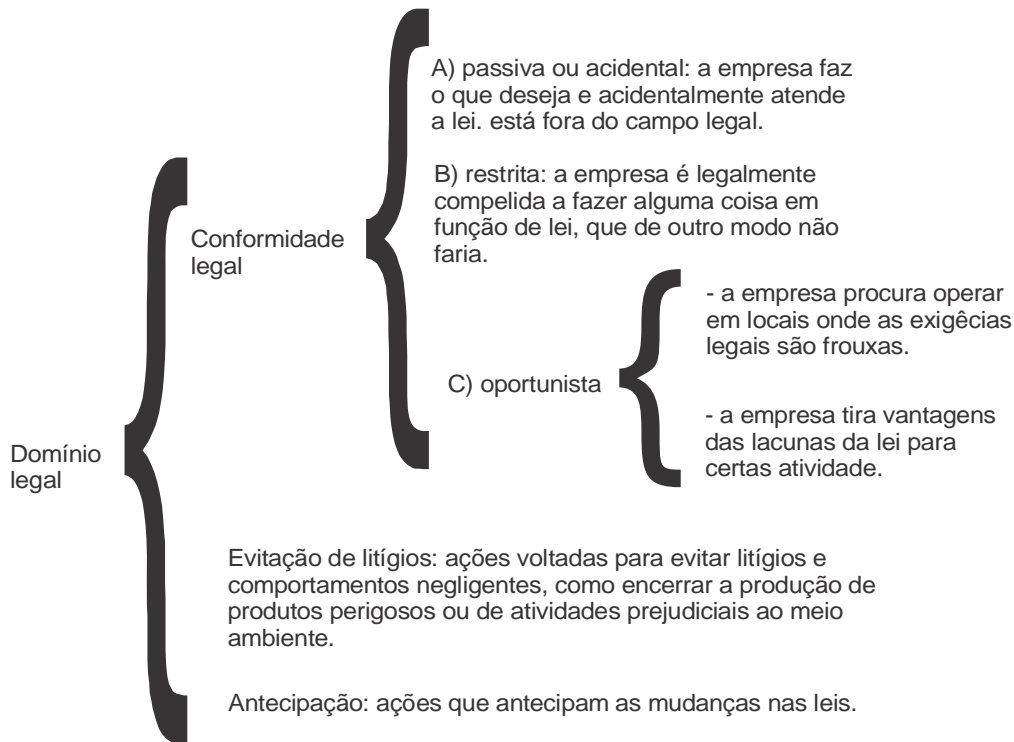 A) passiva ou acidental: a empresa faz
o que deseja e acidentalmente atende
a lei. está fora do campo legal.
B) restrita: a empresa é legalmente
compelida a fazer alguma coisa em
função de lei, que de outro modo não
faria.
Conformidade
legal
- a empresa procura operar
em locais onde as exigêcias
legais são frouxas.
C) oportunista
- a empresa tira vantagens
das lacunas da lei para
certas atividade.
Domínio
legal
Evitação de litígios: ações voltadas para evitar litígios e
comportamentos negligentes, como encerrar a produção de
produtos perigosos ou de atividades prejudiciais ao meio
ambiente.
Antecipação: ações que antecipam as mudanças nas leis.